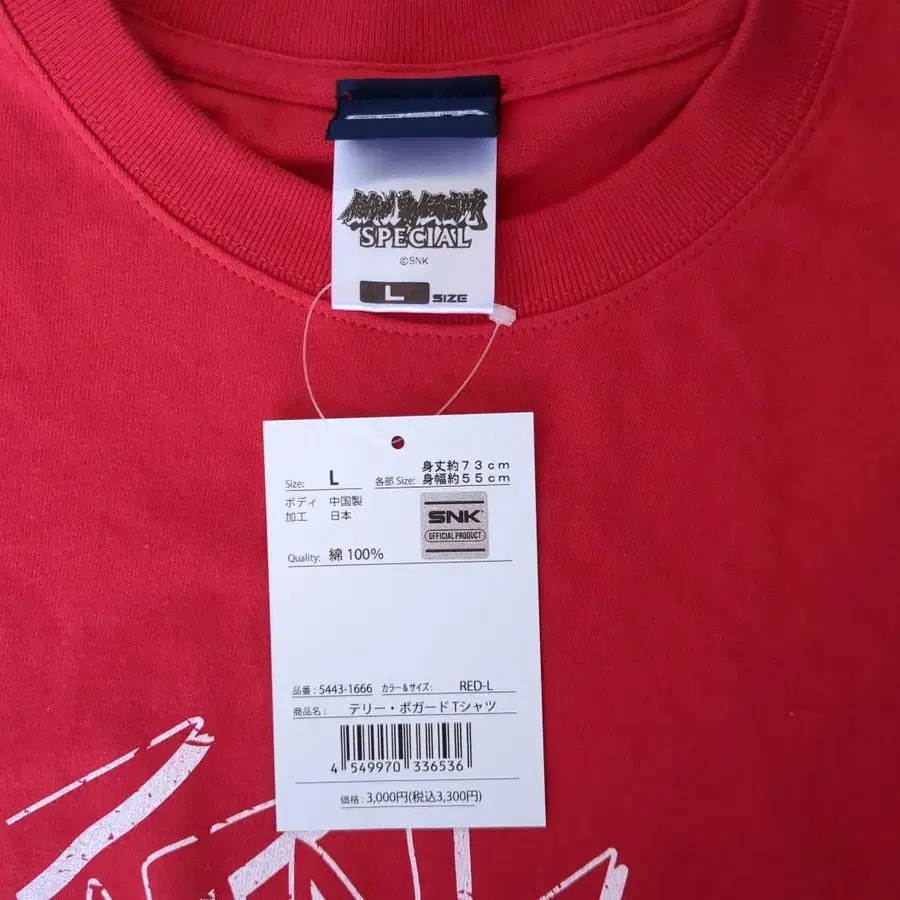 餓狼伝説
SPECIAL
©SNK
L SIZE
Size: L 各部 Size: 身丈約73cm
身幅約55cm
ボディ 中国製
加工 日本
SNK
OFFICIAL PRODUCT
Quality: 綿 100%
品番: 5443-1666 カラー&サイズ: RED-L
商品名: テリー・ボガードTシャツ
4 549970 336536
価格: 3,000円(税込3,300円)